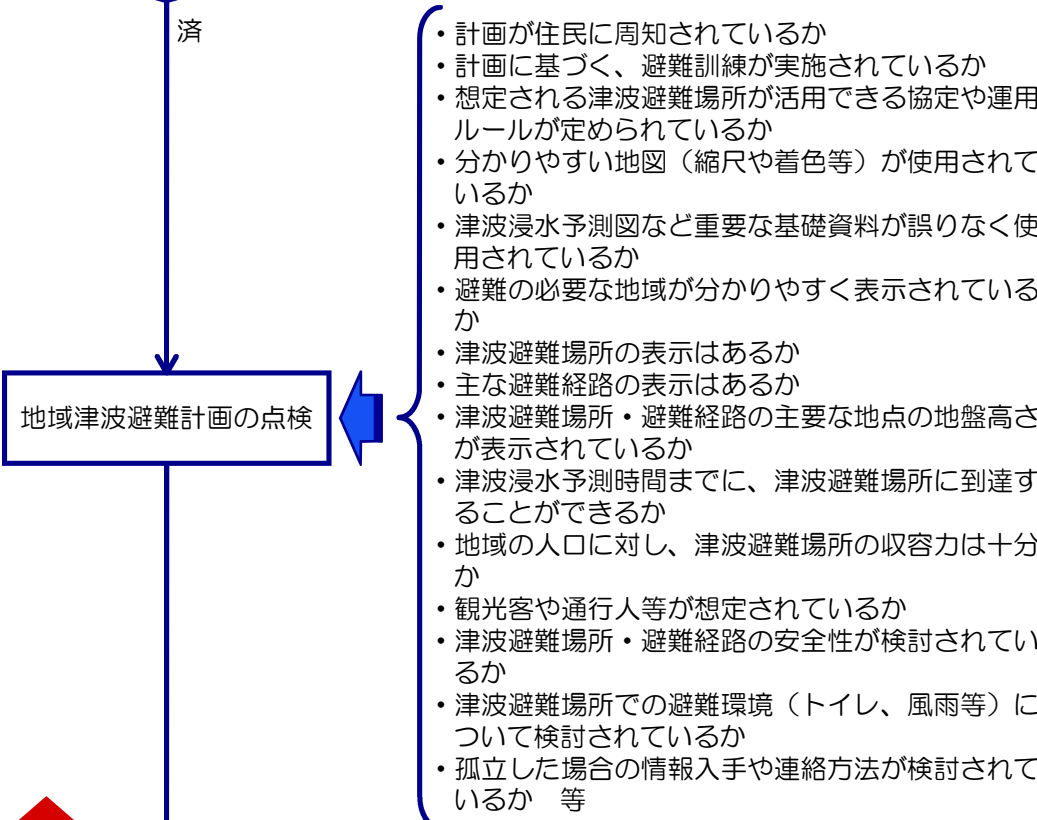 済
・計画が住民に周知されているか
・計画に基づく、避難訓練が実施されているか
・想定される津波避難場所が活用できる協定や運用
ルールが定められているか
・分かりやすい地図（縮尺や着色等）が使用されて
いるか
・津波浸水予測図など重要な基礎資料が誤りなく使
用されているか
・避難の必要な地域が分かりやすく表示されている
か
・津波避難場所の表示はあるか
・主な避難経路の表示はあるか
地域津波避難計画の点検
・津波避難場所・避難経路の主要な地点の地盤高さ
が表示されているか
・津波浸水予測時間までに、津波避難場所に到達す
ることができるか
・地域の人口に対し、津波避難場所の収容力は十分
か
・観光客や通行人等が想定されているか
・津波避難場所・避難経路の安全性が検討されてい
るか
・津波避難場所での避難環境（トイレ、風雨等）に
ついて検討されているか
・孤立した場合の情報入手や連絡方法が検討されて
いるか　等